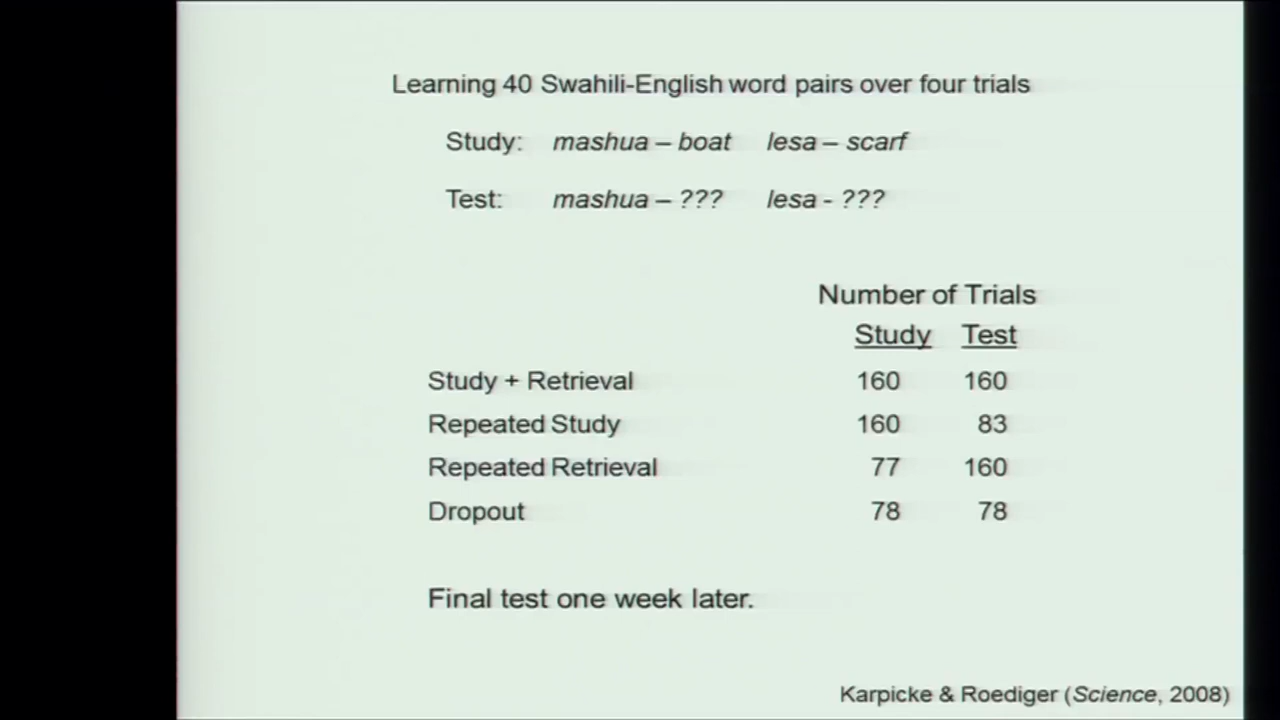 Learning 40 Swahili-English word pairs over four trials
Study: mashua – boat lesa – scarf
Test: mashua – ??? lesa - ???
Number of Trials
Study Test
Study + Retrieval 160 160
Repeated Study 160 83
Repeated Retrieval 77 160
Dropout 78 78
Final test one week later.
Karpicke & Roediger (Science, 2008)